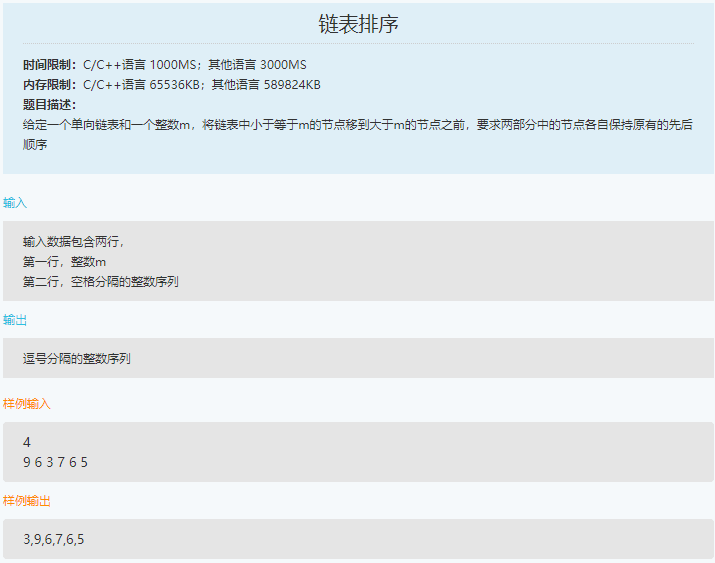 链表排序
时间限制：C/C++语言 1000MS；其他语言 3000MS
内存限制：C/C++语言 65536KB；其他语言 589824KB
题目描述：
给定一个单向链表和一个整数m，将链表中小于等于m的节点移到大于m的节点之前，要求两部分中的节点各自保持原有的先后
顺序
输入
输入数据包含两行，
第一行，整数m
第二行，空格分隔的整数序列
输出
逗号分隔的整数序列
样例输入
4
9 6 3 7 6 5
样例输出
3,9,6,7,6,5